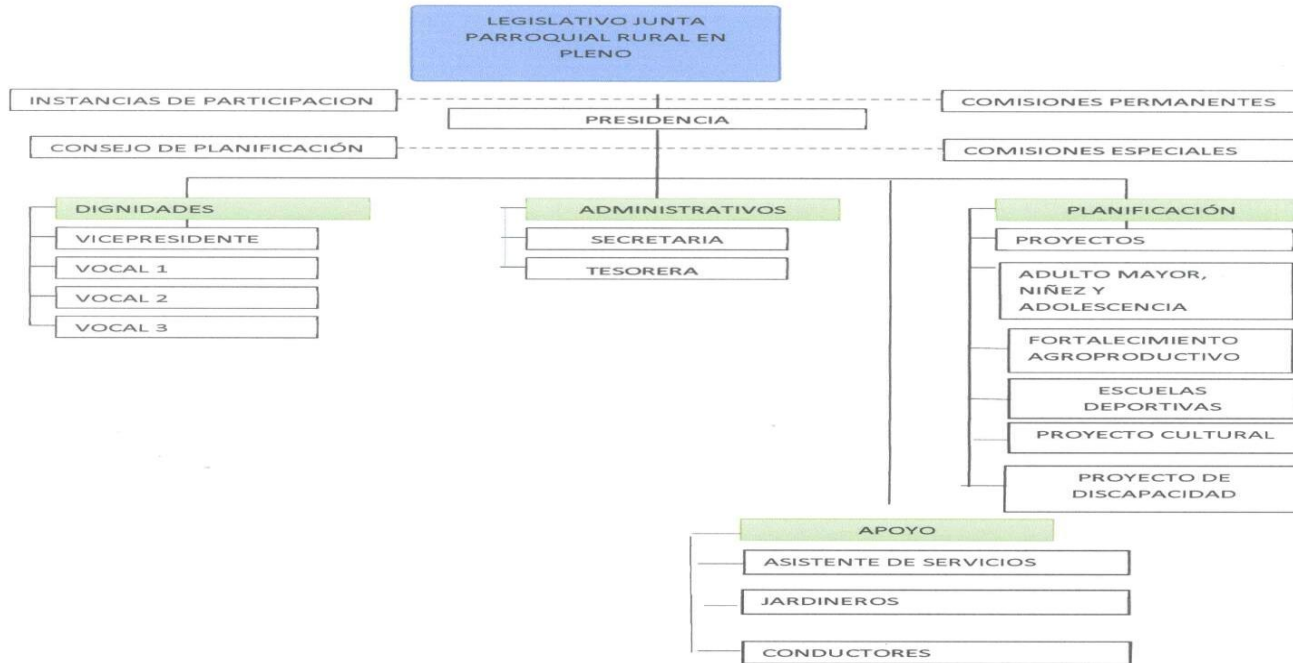 LEGISLATIVO JUNTA
PARROQUIAL RURAL EN
PLENO
INSTANCIAS DE PARTICIPACION
COMISIONES PERMANENTES
PRESIDENCIA
CONSEJO DE PLANIFICACIÓN
COMISIONES ESPECIALES
DIGNIDADES
VICEPRESIDENTE
VOCAL 1
VOCAL 2
VOCAL 3
ADMINISTRATIVOS
SECRETARIA
TESORERA
PLANIFICACIÓN
PROYECTOS
ADULTO MAYOR,
NIÑEZ Y
ADOLESCENCIA
FORTALECIMIENTO
AGROPRODUCTIVO
ESCUELAS
DEPORTIVAS
PROYECTO CULTURAL
PROYECTO DE
DISCAPACIDAD
APOYO
ASISTENTE DE SERVICIOS
JARDINEROS
CONDUCTORES